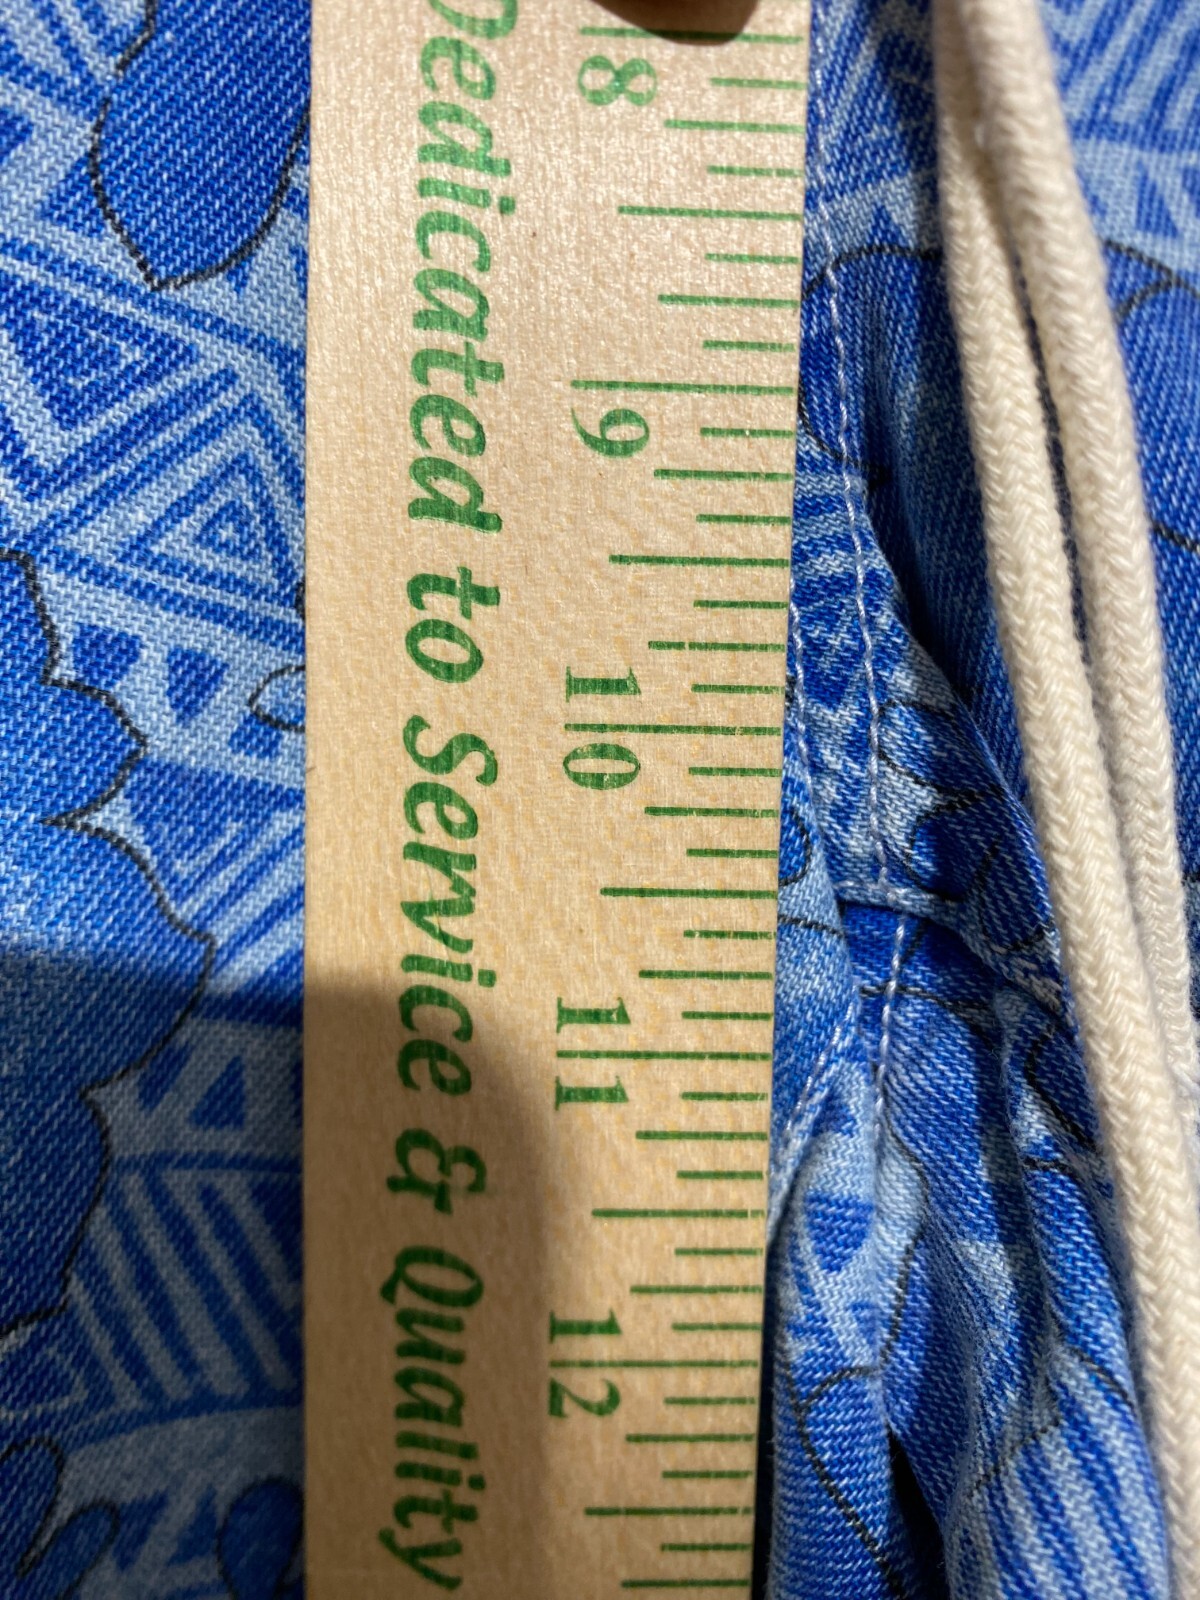 Dedicated to Service & Quality
8 9 10 11 12